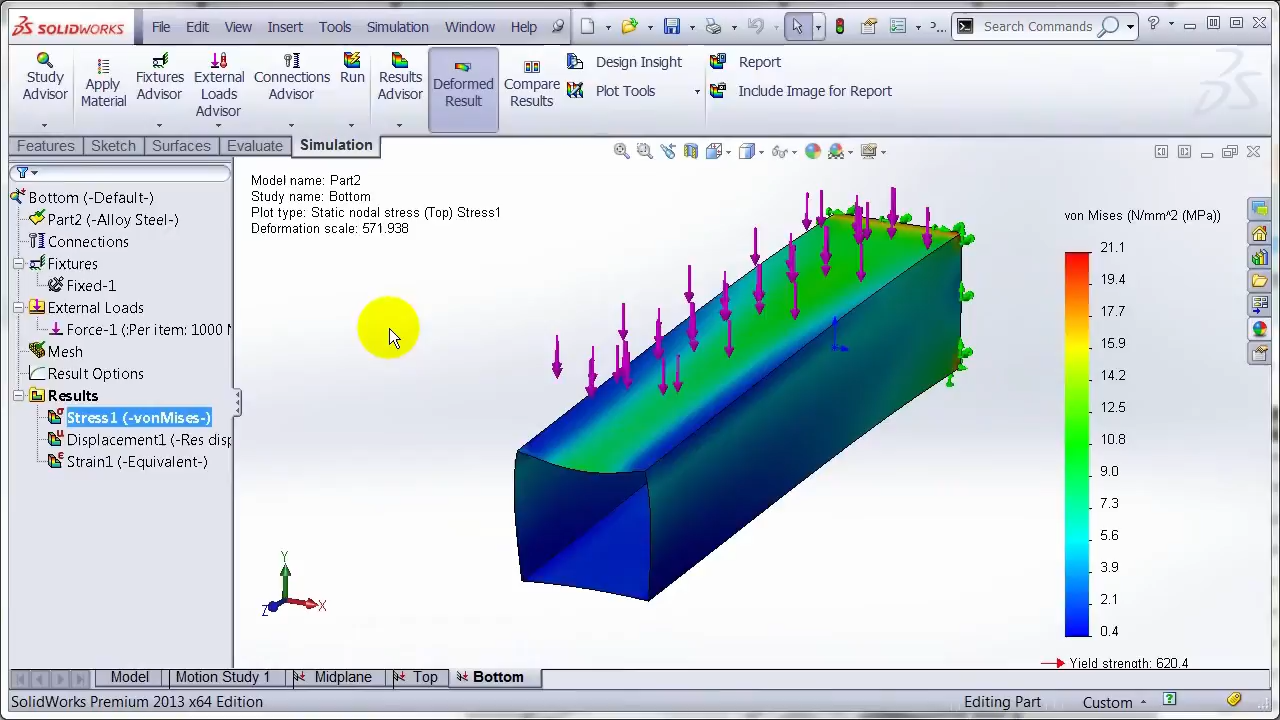 SOLIDWORKS File Edit View Insert Tools Simulation Window Help Search Commands
Study Advisor
Apply Material
Fixtures Advisor
External Loads Advisor
Connections Advisor
Run
Results Advisor
Deformed Result
Compare Results
Design Insight
Plot Tools
Report
Include Image for Report
Features Sketch Surfaces Evaluate Simulation
Bottom (-Default-)
Part2 (-Alloy Steel-)
Connections
Fixtures
Fixed-1
External Loads
Force-1 (:Per item: 1000 N
Mesh
Result Options
Results
Stress1 (-vonMises-)
Displacement1 (-Res disp
Strain1 (-Equivalent-)
Model name: Part2
Study name: Bottom
Plot type: Static nodal stress (Top) Stress1
Deformation scale: 571.938
von Mises (N/mm^2 (MPa))
21.1
19.4
17.7
15.9
14.2
12.5
10.8
9.0
7.3
5.6
3.9
2.1
0.4
Yield strength: 620.4
Y
Z
X
Model Motion Study 1 Midplane Top Bottom
SolidWorks Premium 2013 x64 Edition Editing Part Custom